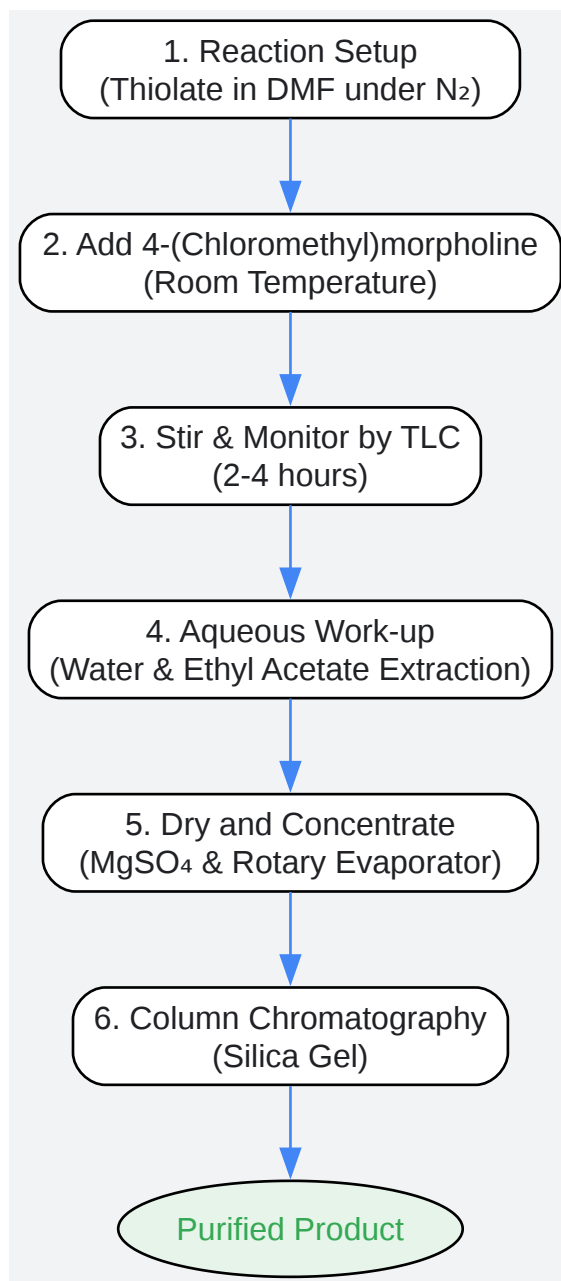 1. Reaction Setup
(Thiolate in DMF under N₂)
2. Add 4-(Chloromethyl)morpholine
(Room Temperature)
3. Stir & Monitor by TLC
(2-4 hours)
4. Aqueous Work-up
(Water & Ethyl Acetate Extraction)
5. Dry and Concentrate
(MgSO₄ & Rotary Evaporator)
6. Column Chromatography
(Silica Gel)
Purified Product